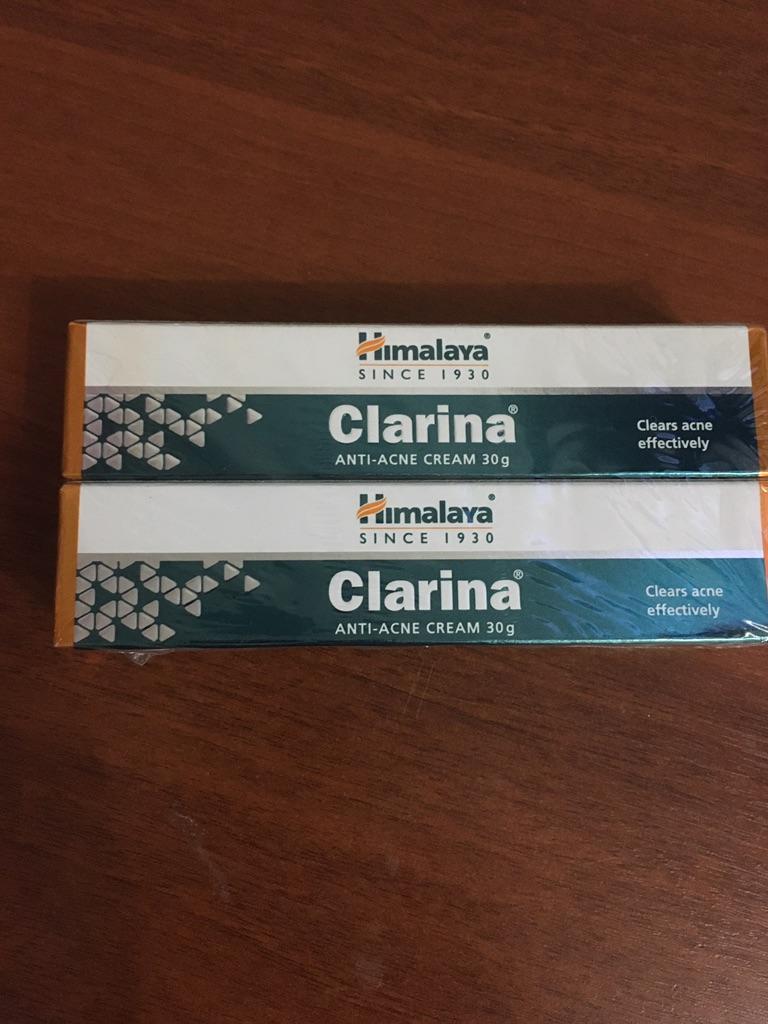 Himalaya®
SINCE 1930
Clarina®
ANTI-ACNE CREAM 30g
Clears acne
effectively
Himalaya®
SINCE 1930
Clarina®
ANTI-ACNE CREAM 30g
Clears acne
effectively